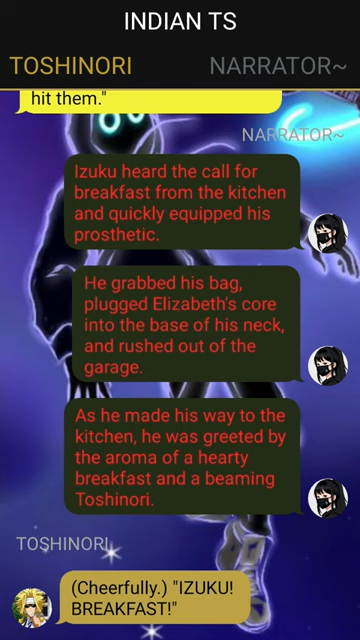 INDIAN TS
TOSHINORI NARRATOR~
hit them."
NARRATOR~
Izuku heard the call for
breakfast from the kitchen
and quickly equipped his
prosthetic.
He grabbed his bag,
plugged Elizabeth's core
into the base of his neck,
and rushed out of the
garage.
As he made his way to the
kitchen, he was greeted by
the aroma of a hearty
breakfast and a beaming
Toshinori.
TOSHINORI
(Cheerfully.) "IZUKU!
BREAKFAST!"